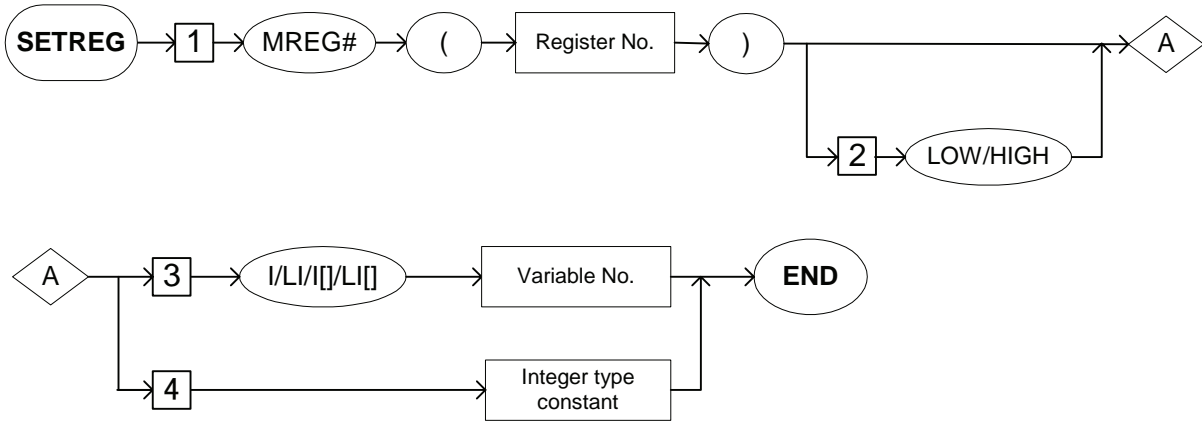 SETREG 1 MREG# ( Register No. ) A
2 LOW/HIGH
A 3 I/LI/I[]/LI[] Variable No. END
4 Integer type
constant